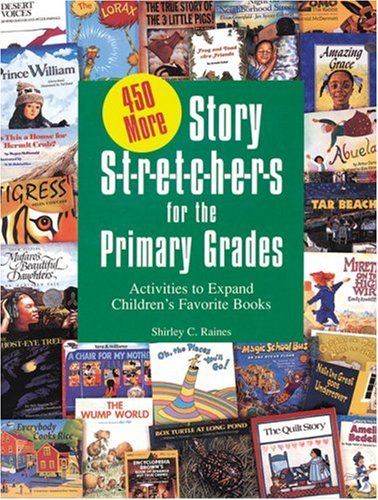 DESERT
VOICES
The
LORAX
THE TRUE STORY OF
THE 3 LITTLE PIGS!
Frog and Toad
Are Friends
Prince William
Amazing
Grace
Is This a House for
Hermit Crab?
Abuela
TIGRESS
TAR BEACH
450
More
Story
S-t-r-e-t-c-h-e-r-s
for the
Primary Grades
Activities to Expand
Children's Favorite Books
Shirley C. Raines
Mufaro's
Beautiful
Daughters
MIRETTE
ON THE HIGH
WIRE
A CHAIR FOR MY MOTHER
Oh, the
Places
You'll
Go!
Magic School Bus
Nate the Great
Goes
Undercover
THE
WUMP WORLD
BOX TURTLE AT LONG POND
The Quilt Story
Everybody
Cooks Rice
ENCYCLOPEDIA
BROWN'S
Amelia
Bedelia